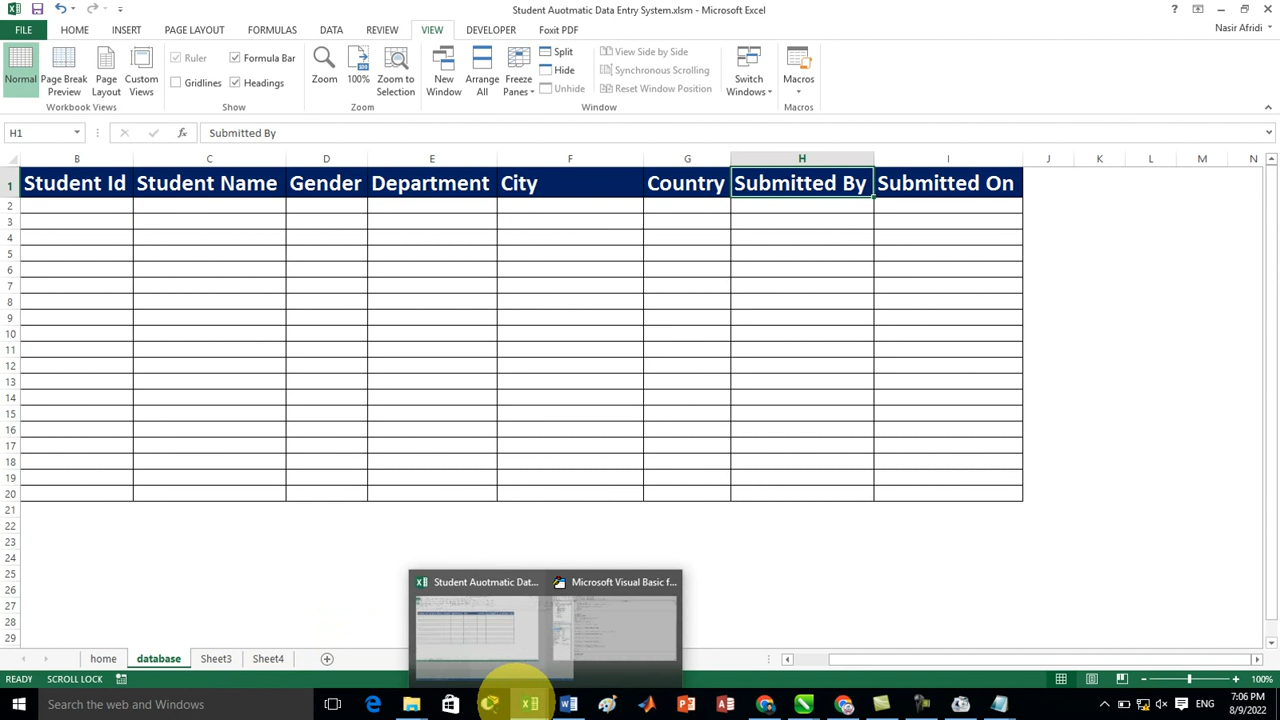 Student Auotmatic Data Entry System.xlsm - Microsoft Excel
Nasir Afridi
FILE HOME INSERT PAGE LAYOUT FORMULAS DATA REVIEW VIEW DEVELOPER Foxit PDF
Normal
Page Break Preview
Page Layout
Custom Views
Workbook Views
Ruler
Formula Bar
Gridlines
Headings
Show
Zoom
100%
Zoom to Selection
Zoom
New Window
Arrange All
Freeze Panes
Split
Hide
Unhide
View Side by Side
Synchronous Scrolling
Reset Window Position
Switch Windows
Window
Macros
Macros
H1
fx
Submitted By
B C D E F G H I J K L M N
1 Student Id Student Name Gender Department City Country Submitted By Submitted On
2
3
4
5
6
7
8
9
10
11
12
13
14
15
16
17
18
19
20
21
22
23
24
25
26
27
28
29
Student Auotmatic Dat...
Microsoft Visual Basic f...
home database Sheet3 Sheet4
READY SCROLL LOCK
100%
Search the web and Windows
ENG
7:06 PM
8/9/2022